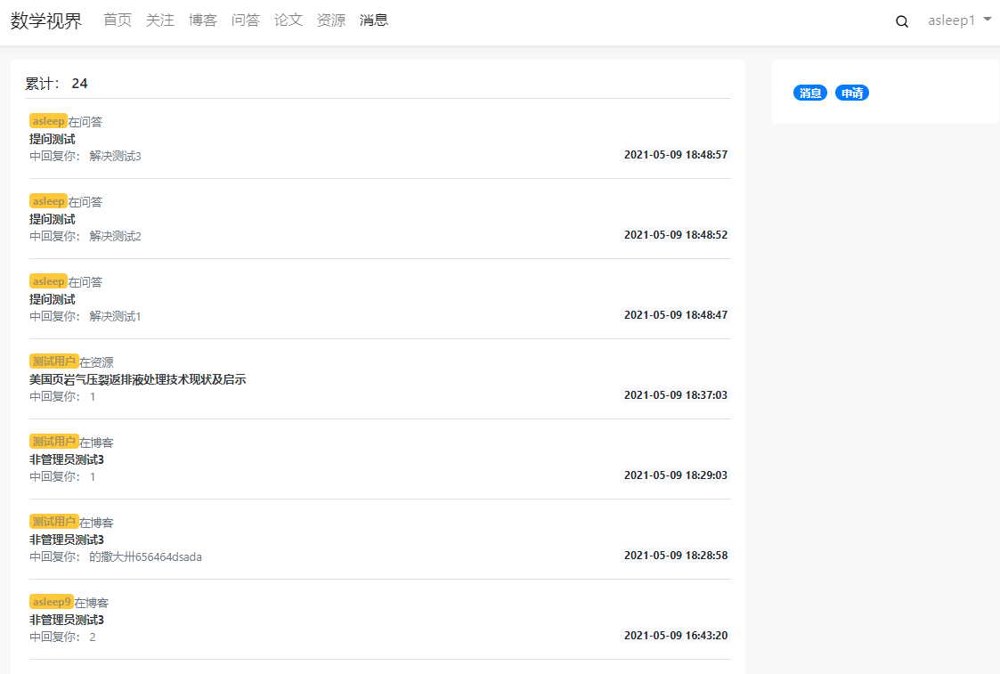 数学视界 首页 关注 博客 问答 论文 资源 消息 asleep1
累计： 24
消息 申请
asleep在问答
提问测试
中回复你： 解决测试3
2021-05-09 18:48:57
asleep在问答
提问测试
中回复你： 解决测试2
2021-05-09 18:48:52
asleep在问答
提问测试
中回复你： 解决测试1
2021-05-09 18:48:47
测试用户在资源
美国页岩气压裂返排液处理技术现状及启示
中回复你： 1
2021-05-09 18:37:03
测试用户在博客
非管理员测试3
中回复你： 1
2021-05-09 18:29:03
测试用户在博客
非管理员测试3
中回复你： 的撒大卅656464dsada
2021-05-09 18:28:58
asleep9在博客
非管理员测试3
中回复你： 2
2021-05-09 16:43:20